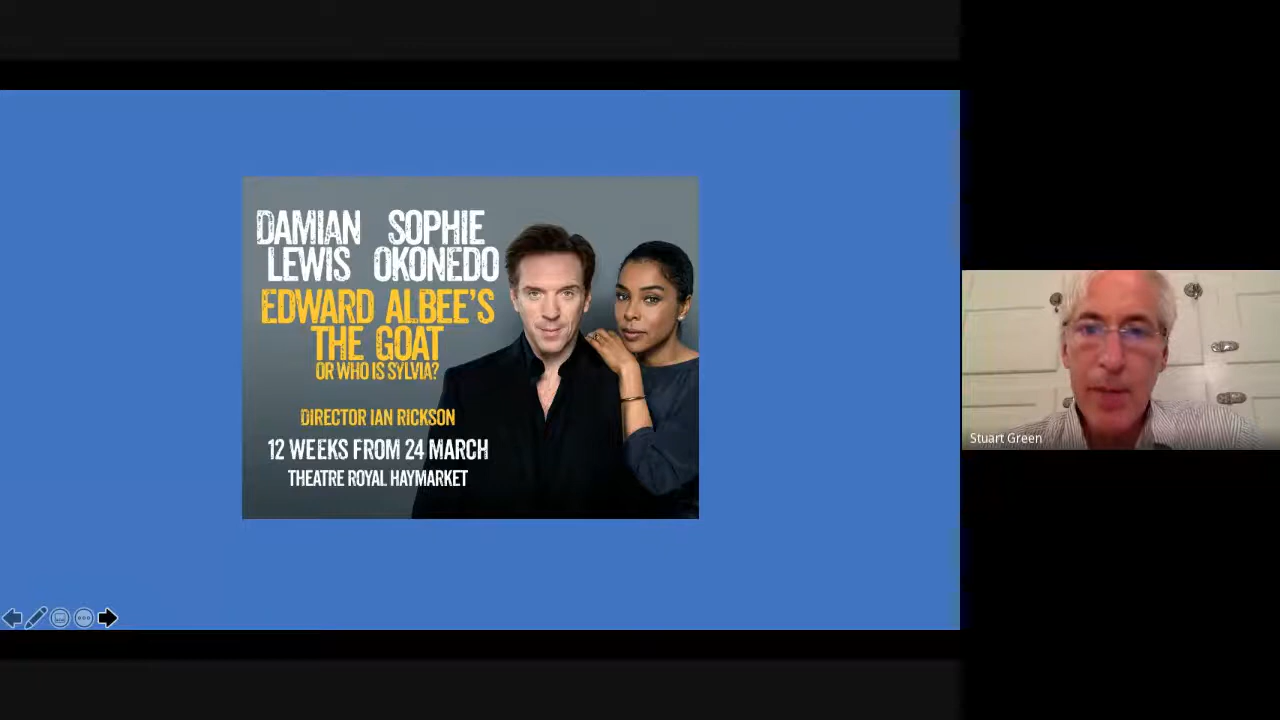 DAMIAN SOPHIE
LEWIS OKONEDO
EDWARD ALBEE'S
THE GOAT
OR WHO IS SYLVIA?
DIRECTOR IAN RICKSON
12 WEEKS FROM 24 MARCH
THEATRE ROYAL HAYMARKET
Stuart Green